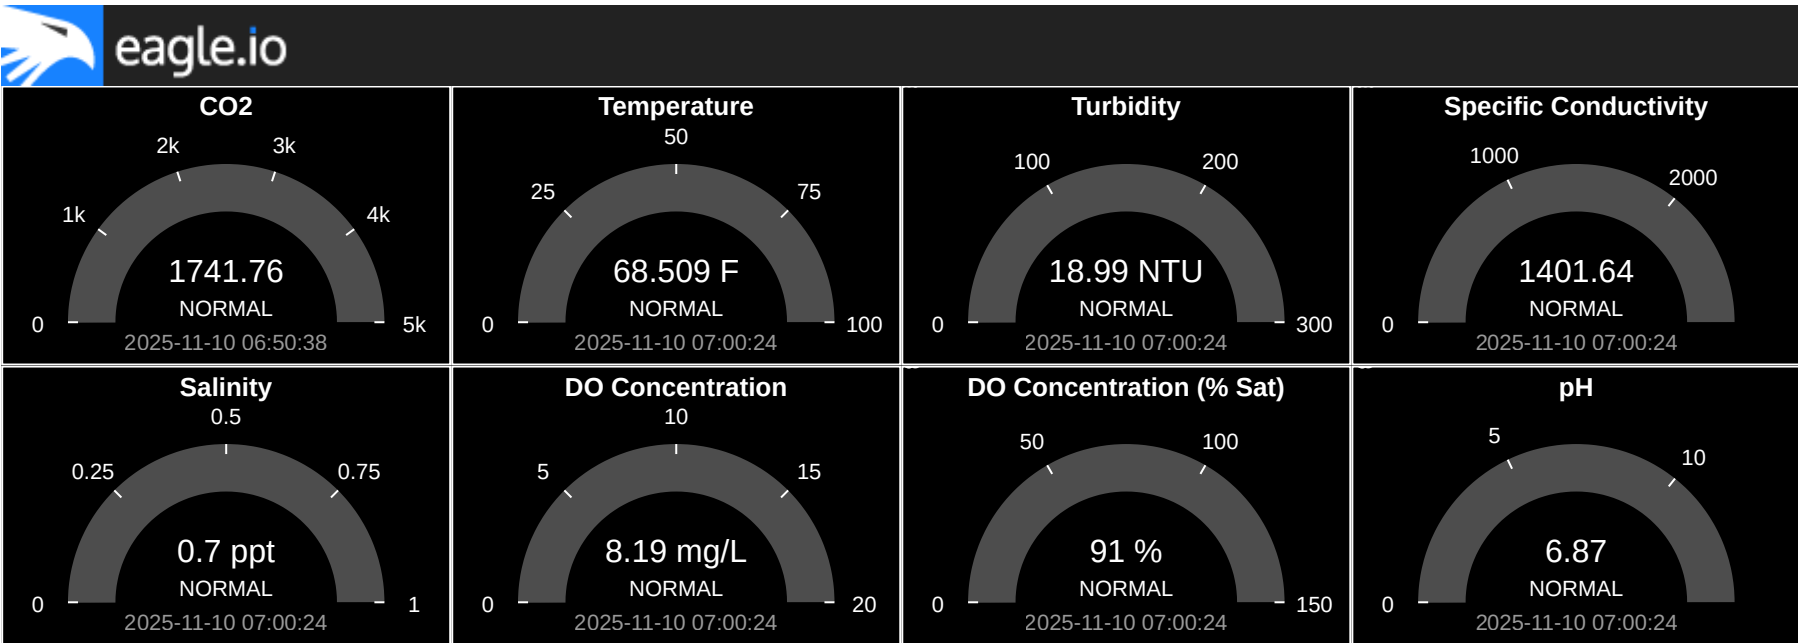 eagle.io
CO2
2k
3k
1k
4k
1741.76
NORMAL
0
5k
2025-11-10 06:50:38
Temperature
50
25
75
68.509 F
NORMAL
0
100
2025-11-10 07:00:24
Turbidity
100
200
18.99 NTU
NORMAL
0
300
2025-11-10 07:00:24
Specific Conductivity
1000
2000
1401.64
NORMAL
0
2025-11-10 07:00:24
Salinity
0.5
0.25
0.75
0.7 ppt
NORMAL
0
1
2025-11-10 07:00:24
DO Concentration
10
5
15
8.19 mg/L
NORMAL
0
20
2025-11-10 07:00:24
DO Concentration (% Sat)
50
100
91 %
NORMAL
0
150
2025-11-10 07:00:24
pH
5
10
6.87
NORMAL
0
2025-11-10 07:00:24